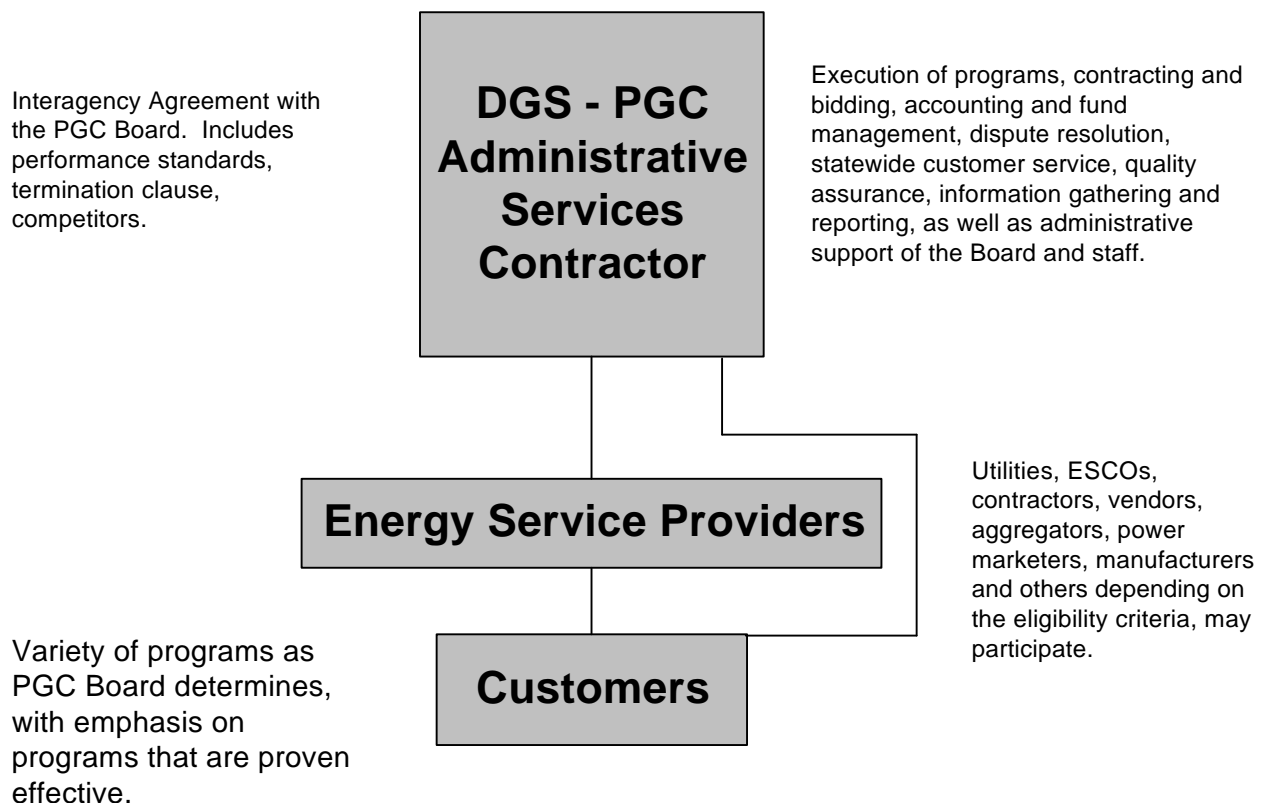 Interagency Agreement with
the PGC Board.  Includes
performance standards,
termination clause,
competitors.
DGS - PGC
Administrative
Services
Contractor
Execution of programs, contracting and
bidding, accounting and fund
management, dispute resolution,
statewide customer service, quality
assurance, information gathering and
reporting, as well as administrative
support of the Board and staff.
Energy Service Providers
Utilities, ESCOs,
contractors, vendors,
aggregators, power
marketers, manufacturers
and others depending on
the eligibility criteria, may
participate.
Variety of programs as
PGC Board determines,
with emphasis on
programs that are proven
effective.
Customers